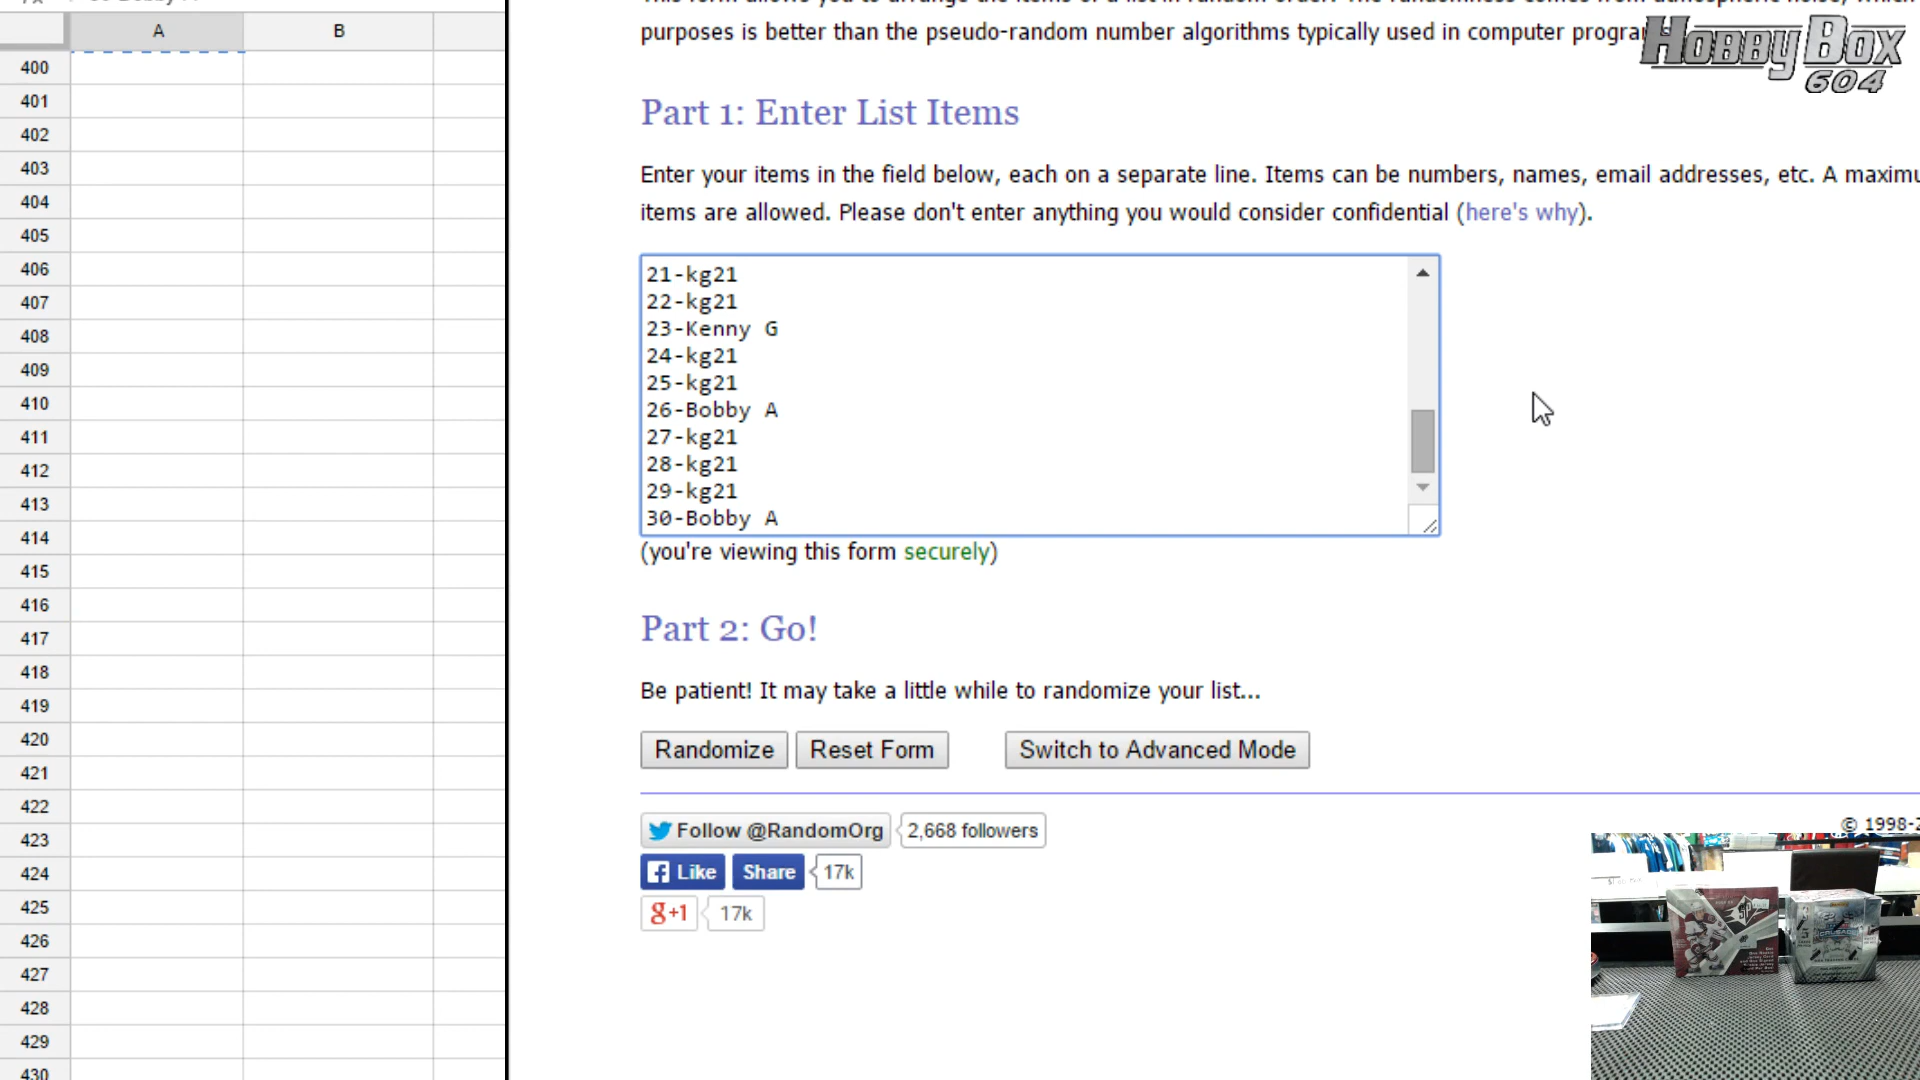 A
B
400
401
402
403
404
405
406
407
408
409
410
411
412
413
414
415
416
417
418
419
420
421
422
423
424
425
426
427
428
429
430
purposes is better than the pseudo-random number algorithms typically used in computer
HobbyBox
604
Part 1: Enter List Items
Enter your items in the field below, each on a separate line. Items can be numbers, names, email addresses, etc. A
items are allowed. Please don't enter anything you would consider confidential (here's why).
21-kg21
22-kg21
23-Kenny G
24-kg21
25-kg21
26-Bobby A
27-kg21
28-kg21
29-kg21
30-Bobby A
(you're viewing this form securely)
Part 2: Go!
Be patient! It may take a little while to randomize your list...
Randomize Reset Form Switch to Advanced Mode
Follow @RandomOrg 2,668 followers
Like Share 17k
g+1 17k
© 1998-